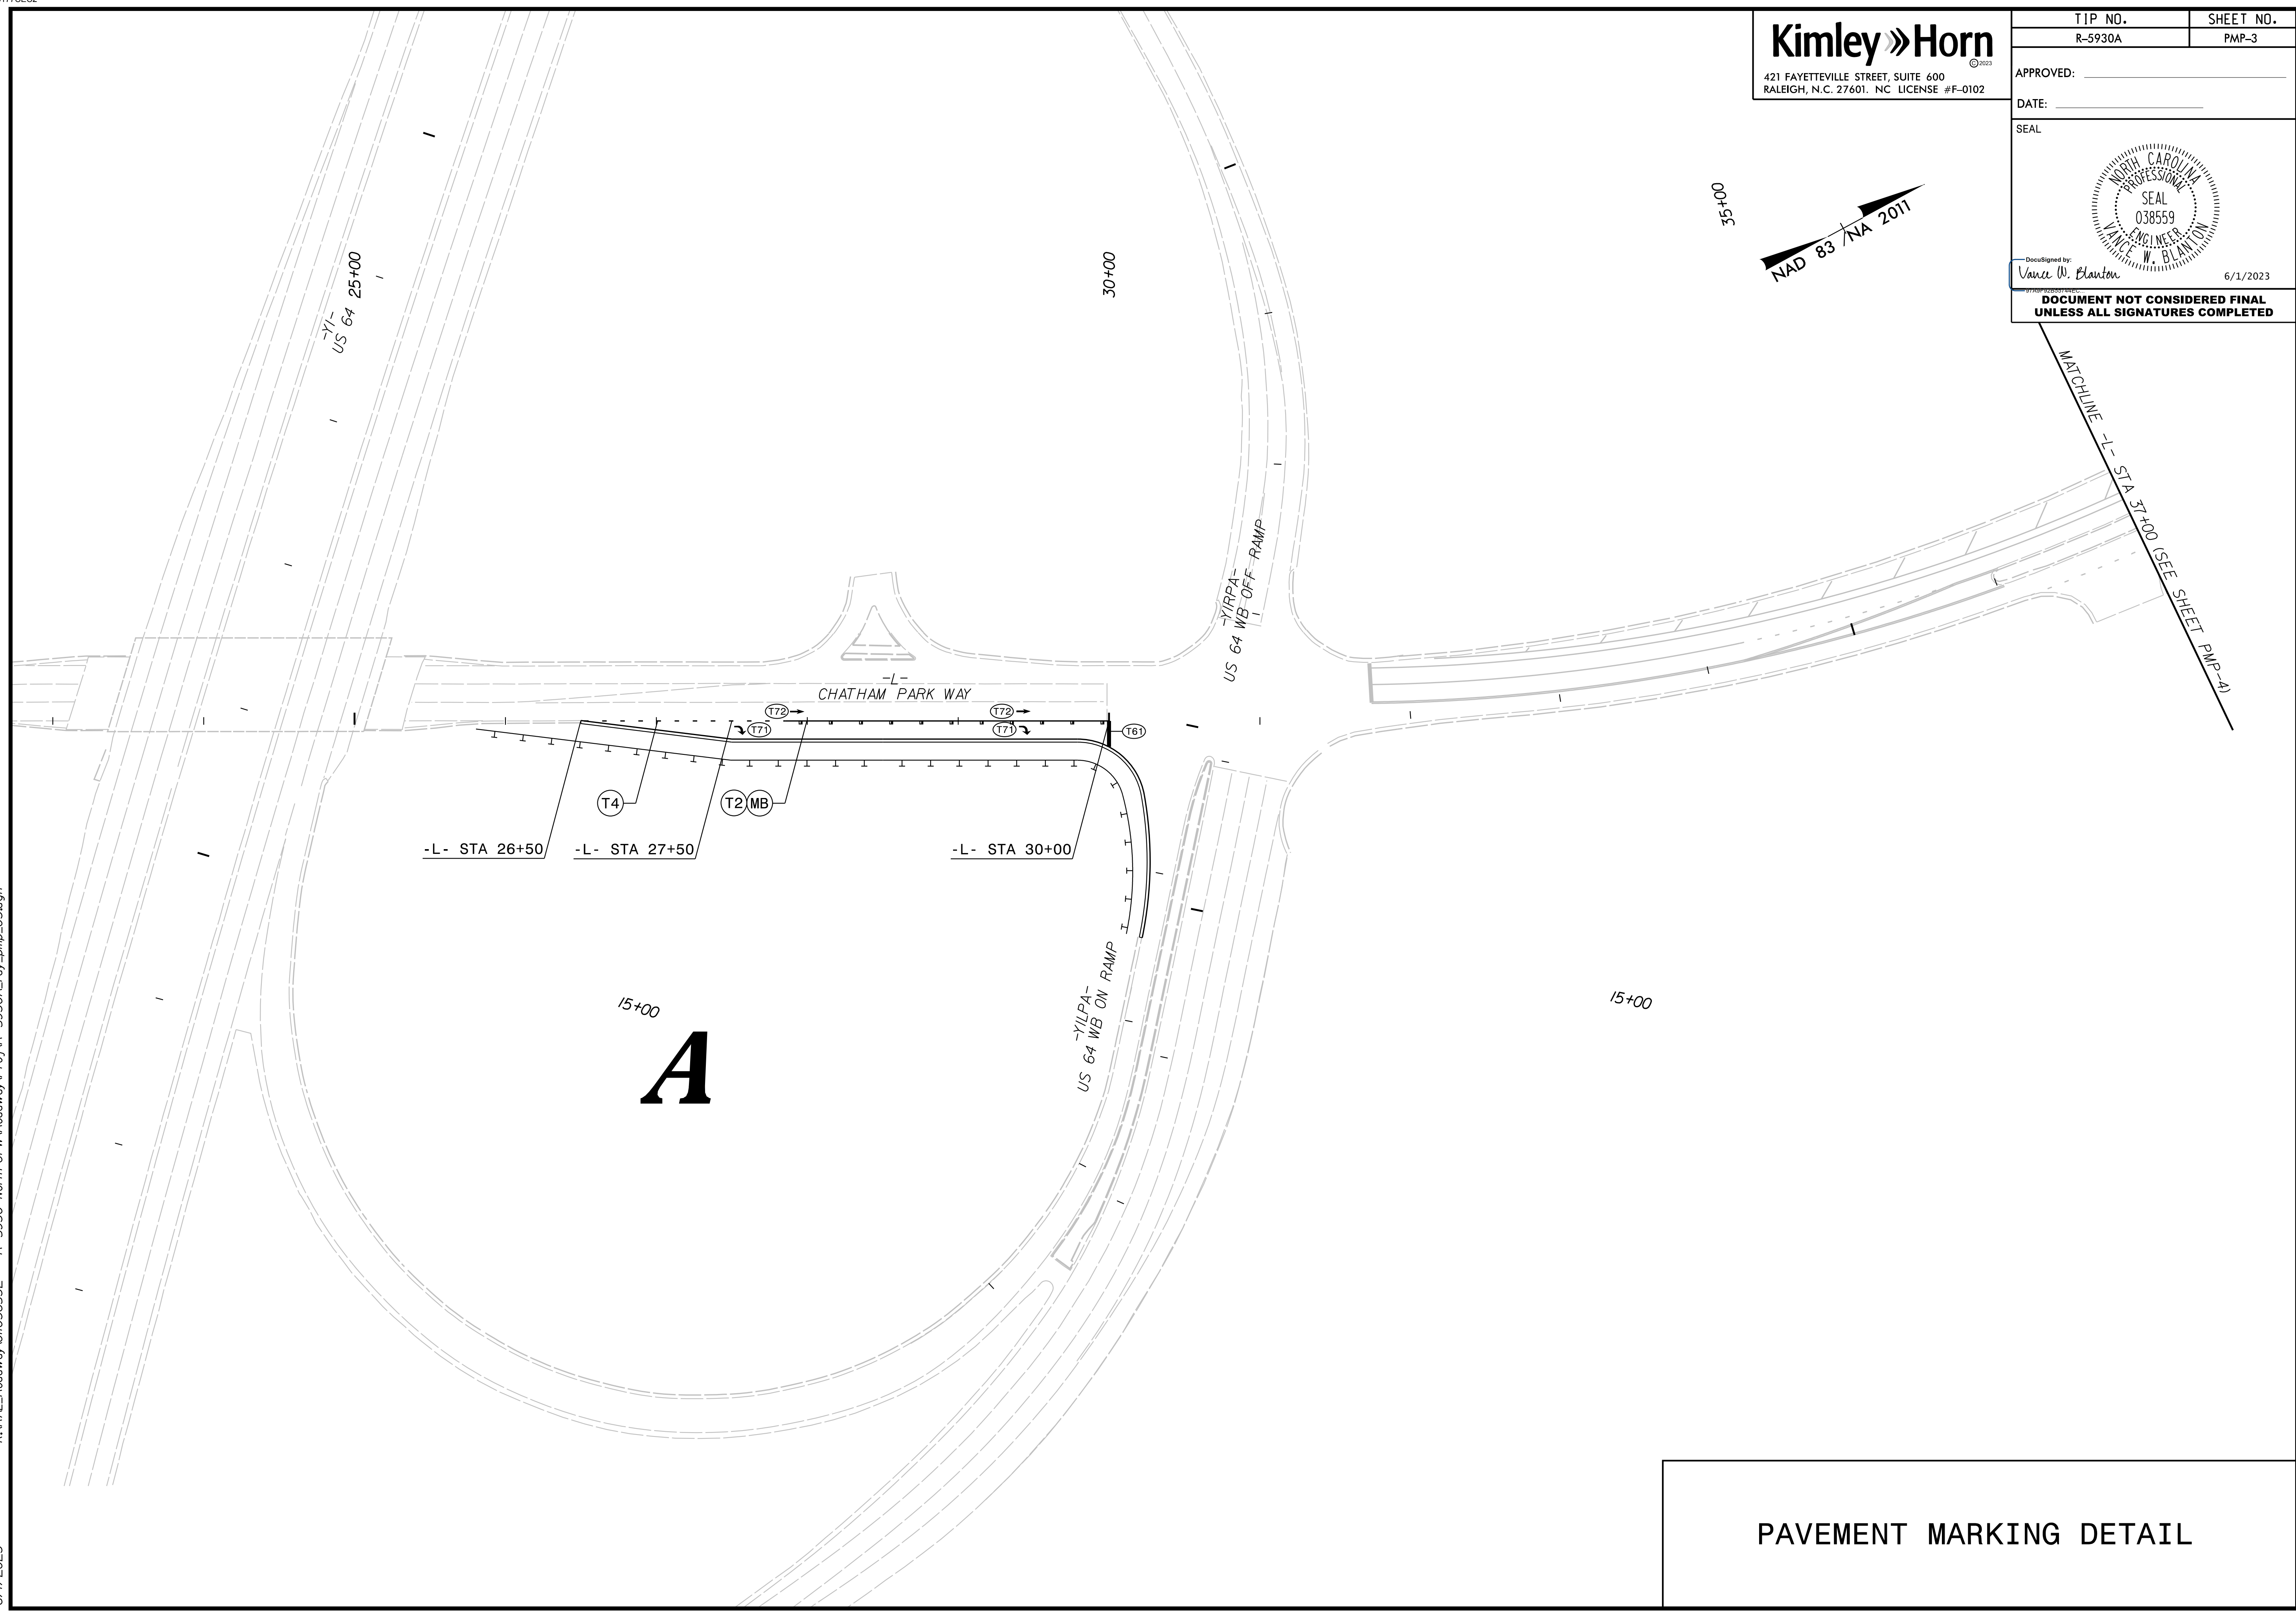 Kimley»Horn
©2023
421 FAYETTEVILLE STREET, SUITE 600
RALEIGH, N.C. 27601. NC LICENSE #F-0102
TIP NO.
SHEET NO.
R-5930A
PMP-3
APPROVED:
DATE:
SEAL
NORTH CAROLINA
PROFESSIONAL
SEAL
038559
ENGINEER
VANCE W. BLANTON
DocuSigned by:
Vance W. Blanton
6/1/2023
DOCUMENT NOT CONSIDERED FINAL
UNLESS ALL SIGNATURES COMPLETED
NAD 83 /NA 2011
35+00
30+00
-Y1-
US 64
25+00
MATCHLINE -L- STA 37+00 (SEE SHEET PMP-4)
-Y1RPA-
US 64 WB OFF RAMP
-L-
CHATHAM PARK WAY
T72
T72
T71
T71
T61
T4
T2
MB
-L- STA 26+50
-L- STA 27+50
-L- STA 30+00
-Y1LPA-
US 64 WB ON RAMP
15+00
15+00
A
PAVEMENT MARKING DETAIL